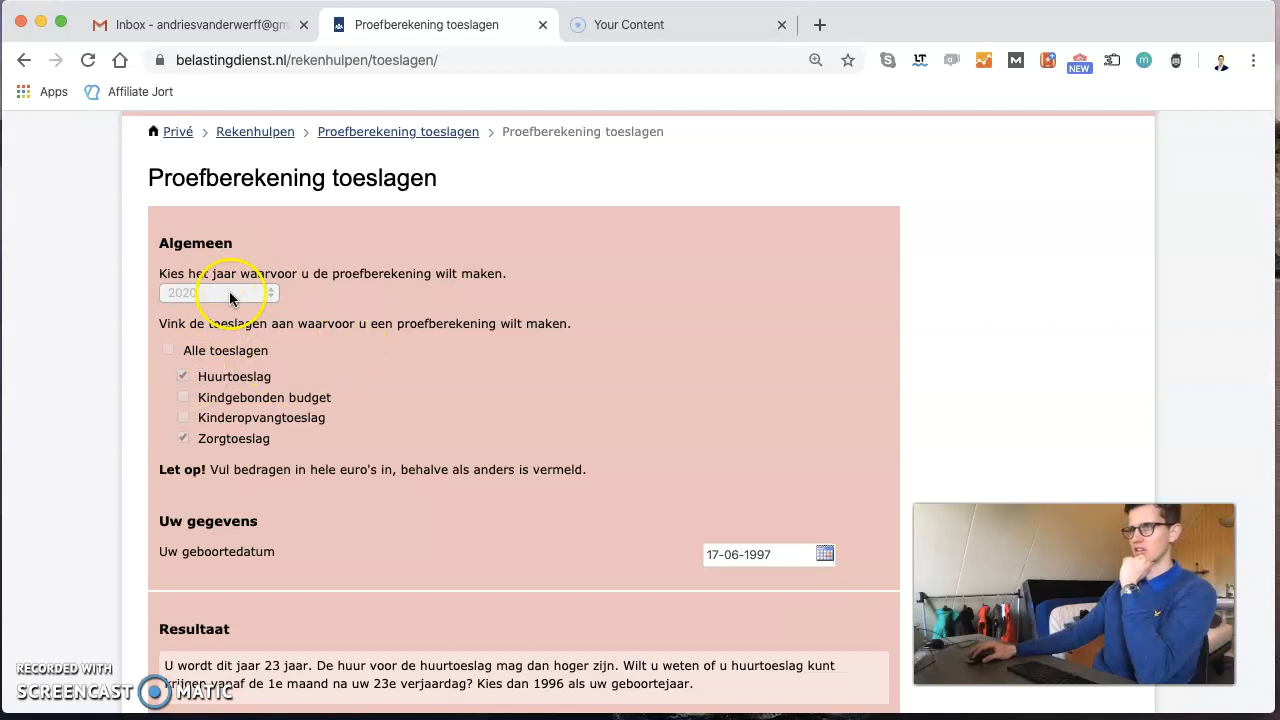 Inbox - andriesvanderwerff@gm
Proefberekening toeslagen
Your Content
belastingdienst.nl/rekenhulpen/toeslagen/
NEW
Apps
Affiliate Jort
Privé > Rekenhulpen > Proefberekening toeslagen > Proefberekening toeslagen
Proefberekening toeslagen
Algemeen
Kies het jaar waarvoor u de proefberekening wilt maken.
2020
Vink de toeslagen aan waarvoor u een proefberekening wilt maken.
Alle toeslagen
Huurtoeslag
Kindgebonden budget
Kinderopvangtoeslag
Zorgtoeslag
Let op! Vul bedragen in hele euro's in, behalve als anders is vermeld.
Uw gegevens
Uw geboortedatum
17-06-1997
Resultaat
U wordt dit jaar 23 jaar. De huur voor de huurtoeslag mag dan hoger zijn. Wilt u weten of u huurtoeslag kunt
krijgen vanaf de 1e maand na uw 23e verjaardag? Kies dan 1996 als uw geboortejaar.
RECORDED WITH
SCREENCAST MATIC